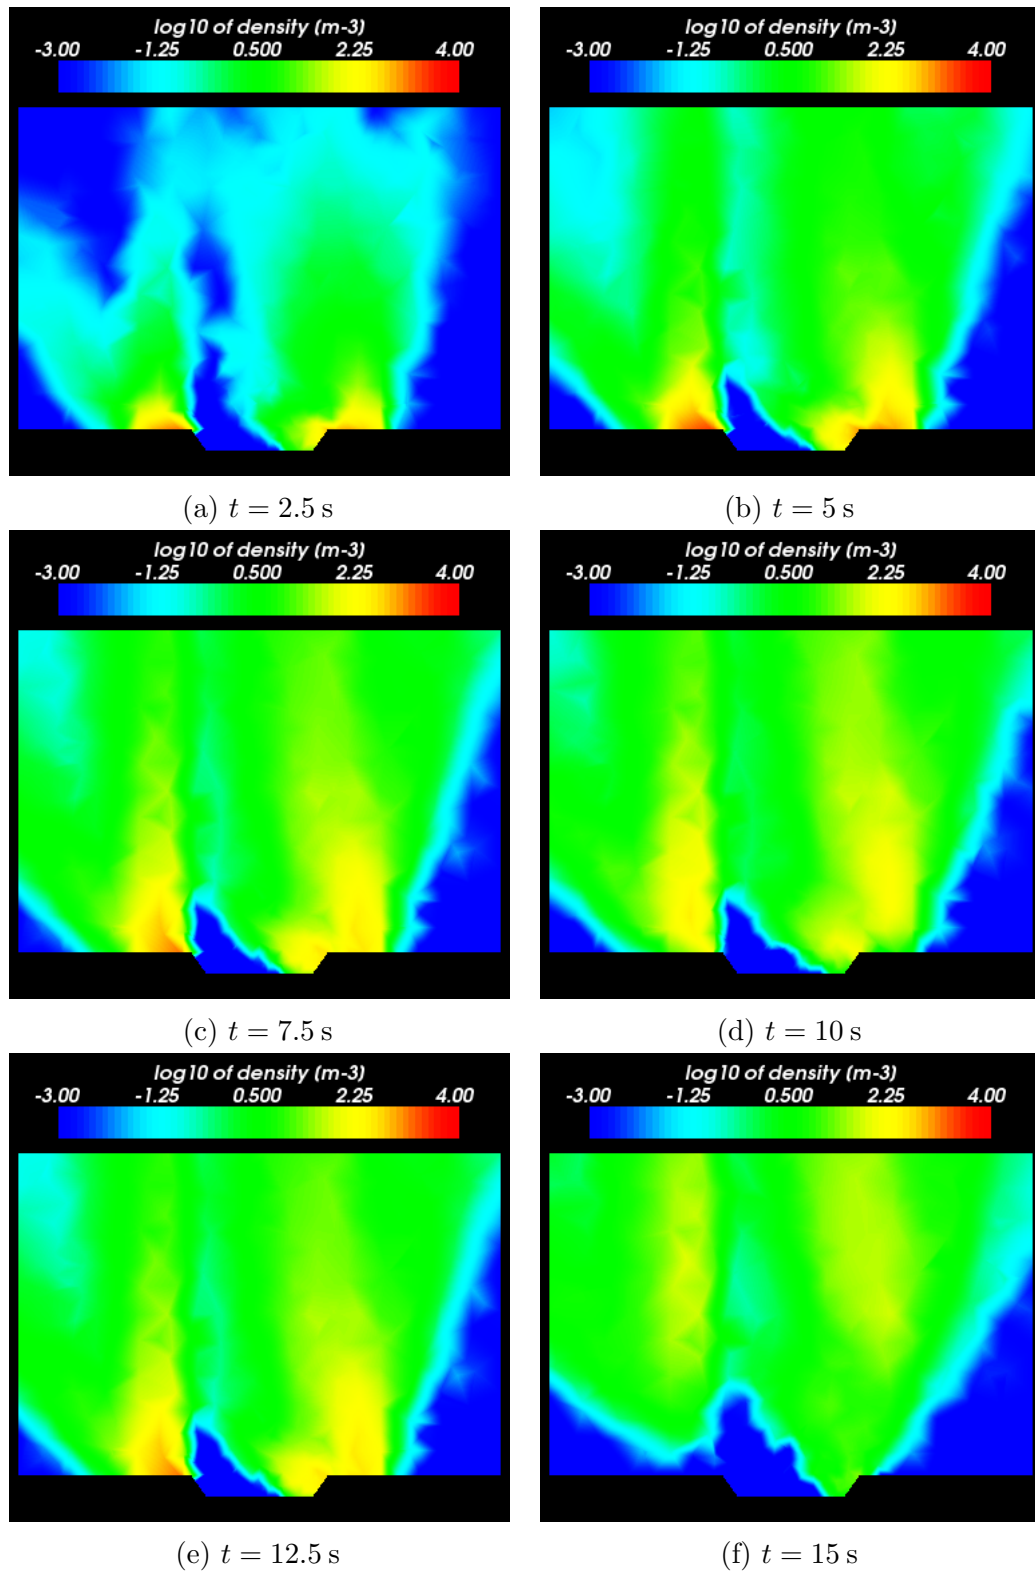 log10 of density (m-3)
-3.00 -1.25 0.500 2.25 4.00
(a) t = 2.5 s
log10 of density (m-3)
-3.00 -1.25 0.500 2.25 4.00
(b) t = 5 s
log10 of density (m-3)
-3.00 -1.25 0.500 2.25 4.00
(c) t = 7.5 s
log10 of density (m-3)
-3.00 -1.25 0.500 2.25 4.00
(d) t = 10 s
log10 of density (m-3)
-3.00 -1.25 0.500 2.25 4.00
(e) t = 12.5 s
log10 of density (m-3)
-3.00 -1.25 0.500 2.25 4.00
(f) t = 15 s